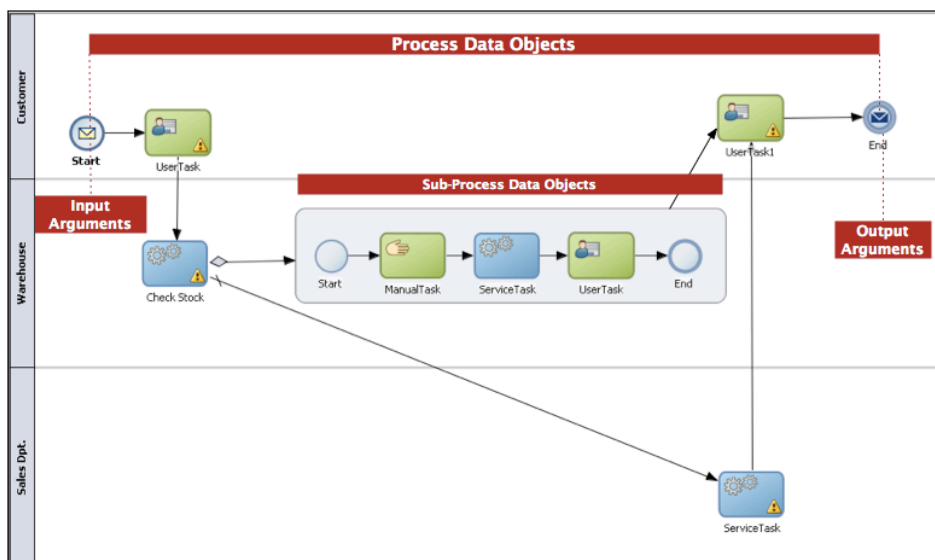 Process Data Objects
Customer
Start
UserTask
UserTask1
End
Input
Arguments
Sub-Process Data Objects
Output
Arguments
Warehouse
Check Stock
Start
ManualTask
ServiceTask
UserTask
End
Sales Dpt.
ServiceTask